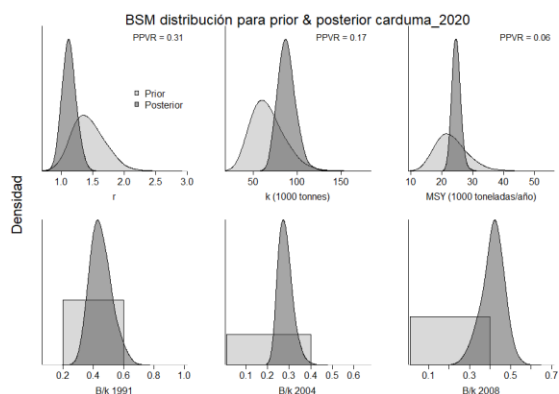 BSM distribución para prior & posterior carduma_2020
PPVR = 0.31
PPVR = 0.17
PPVR = 0.06
Prior
Posterior
Densidad
1.0 1.5 2.0 2.5 3.0
r
50 100 150
k (1000 tonnes)
10 20 30 40 50
MSY (1000 toneladas/año)
0.2 0.4 0.6 0.8 1.0
B/k 1991
0.1 0.2 0.3 0.4 0.5 0.6
B/k 2004
0.1 0.3 0.5 0.7
B/k 2008